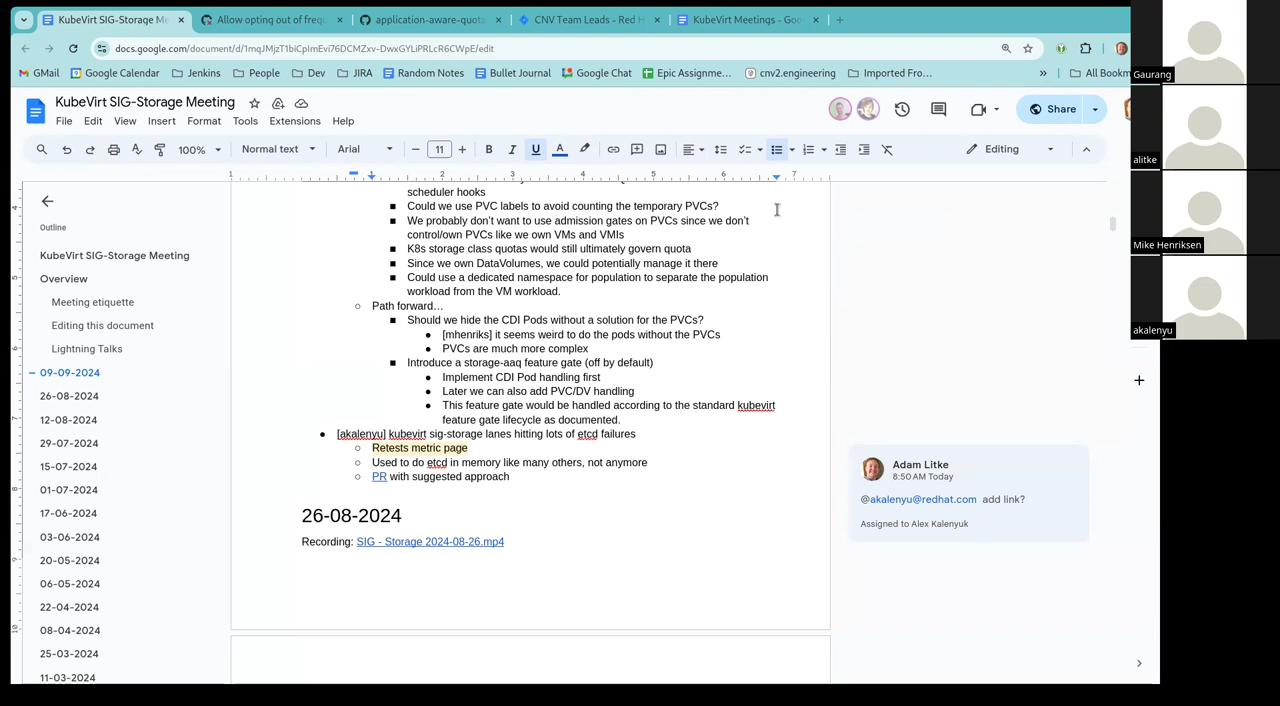 KubeVirt SIG-Storage Me
Allow opting out of freq
application-aware-quota
CNV Team Leads - Red H
KubeVirt Meetings - Goo
docs.google.com/document/d/1mqJMjzT1biCpImEvi76DCMZxv-DwxGYLiPRLcR6CWpE/edit
GMail
Google Calendar
Jenkins
People
Dev
JIRA
Random Notes
Bullet Journal
Google Chat
Epic Assignme...
cnv2.engineering
Imported Fro...
»
All Bookm
KubeVirt SIG-Storage Meeting
File Edit View Insert Format Tools Extensions Help
Share
100%
Normal text
Arial
11
Editing
1 1 2 3 4 5 6 7
Outline
KubeVirt SIG-Storage Meeting
Overview
Meeting etiquette
Editing this document
Lightning Talks
09-09-2024
26-08-2024
12-08-2024
29-07-2024
15-07-2024
01-07-2024
17-06-2024
03-06-2024
20-05-2024
06-05-2024
22-04-2024
08-04-2024
25-03-2024
11-03-2024
scheduler hooks
■ Could we use PVC labels to avoid counting the temporary PVCs?
■ We probably don’t want to use admission gates on PVCs since we don’t
control/own PVCs like we own VMs and VMIs
■ K8s storage class quotas would still ultimately govern quota
■ Since we own DataVolumes, we could potentially manage it there
■ Could use a dedicated namespace for population to separate the population
workload from the VM workload.
○ Path forward…
■ Should we hide the CDI Pods without a solution for the PVCs?
● [mhenriks] it seems weird to do the pods without the PVCs
● PVCs are much more complex
■ Introduce a storage-aaq feature gate (off by default)
● Implement CDI Pod handling first
● Later we can also add PVC/DV handling
● This feature gate would be handled according to the standard kubevirt
feature gate lifecycle as documented.
● [akalenyu] kubevirt sig-storage lanes hitting lots of etcd failures
○ Retests metric page
○ Used to do etcd in memory like many others, not anymore
○ PR with suggested approach
26-08-2024
Recording: SIG - Storage 2024-08-26.mp4
Adam Litke
8:50 AM Today
@akalenyu@redhat.com add link?
Assigned to Alex Kalenyuk
Gaurang
alitke
Mike Henriksen
akalenyu